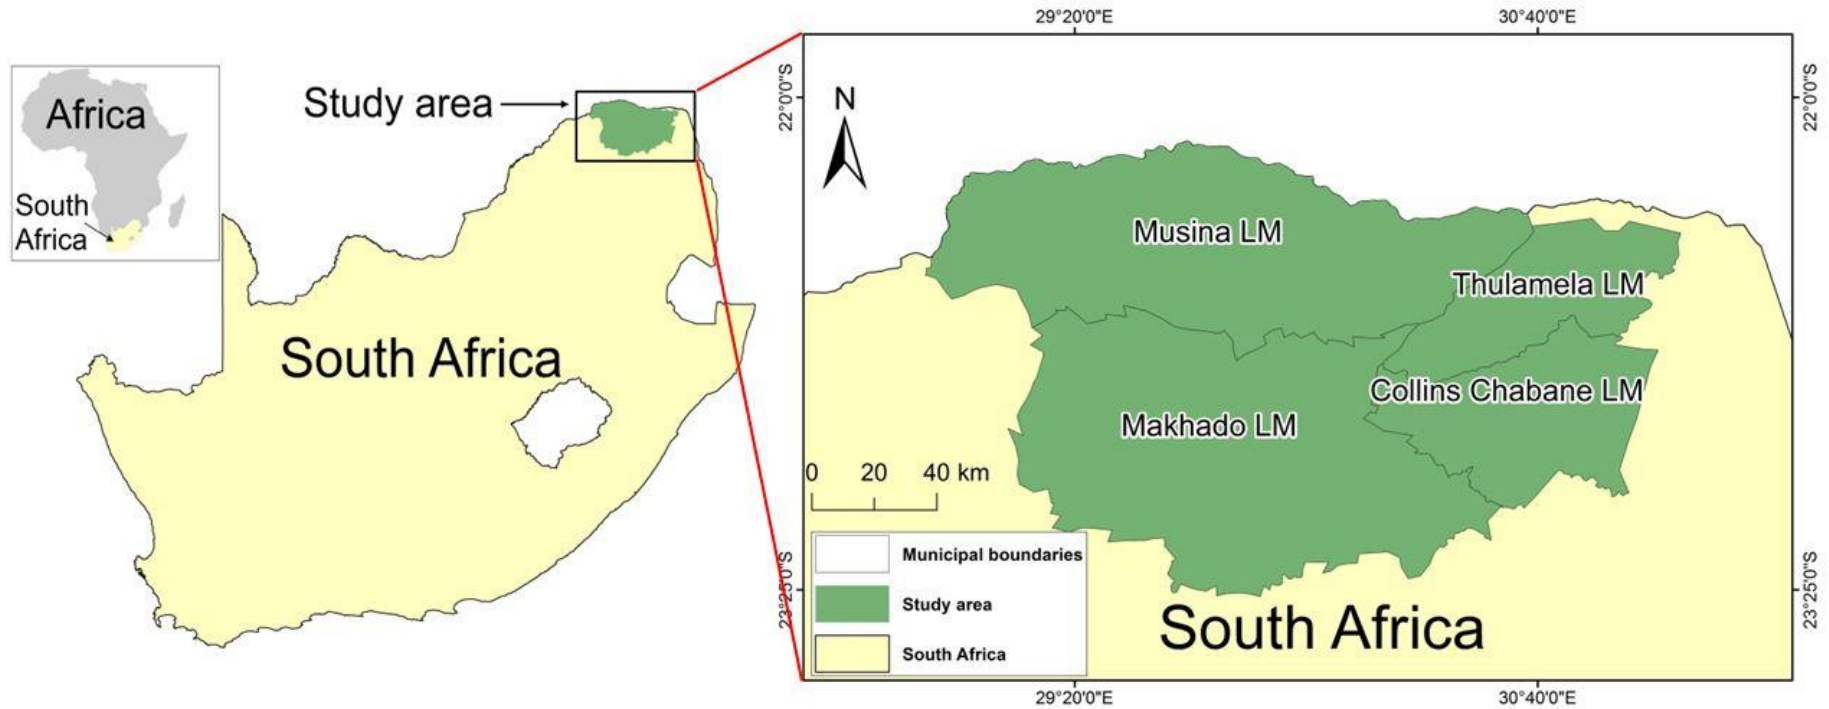 Africa
South
Africa
Study area
South Africa
29°20'0"E
30°40'0"E
22°0'0"S
22°0'0"S
N
Musina LM
Thulamela LM
Collins Chabane LM
Makhado LM
0 20 40 km
Municipal boundaries
Study area
South Africa
South Africa
23°25'0"S
23°25'0"S
29°20'0"E
30°40'0"E